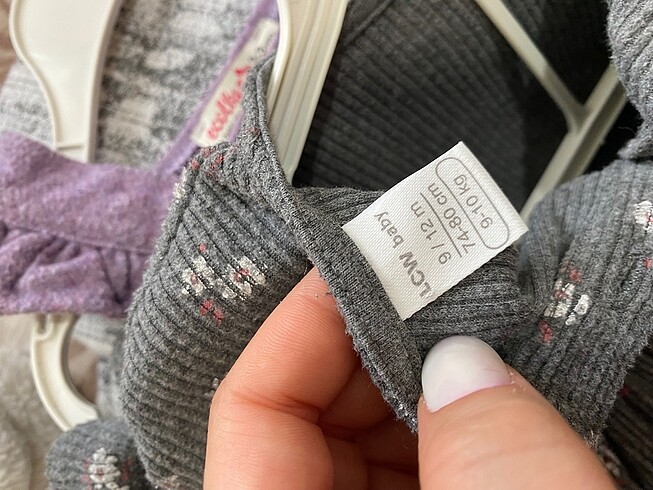 LCW baby
9 / 12 m
74-80 cm
9-10 kg